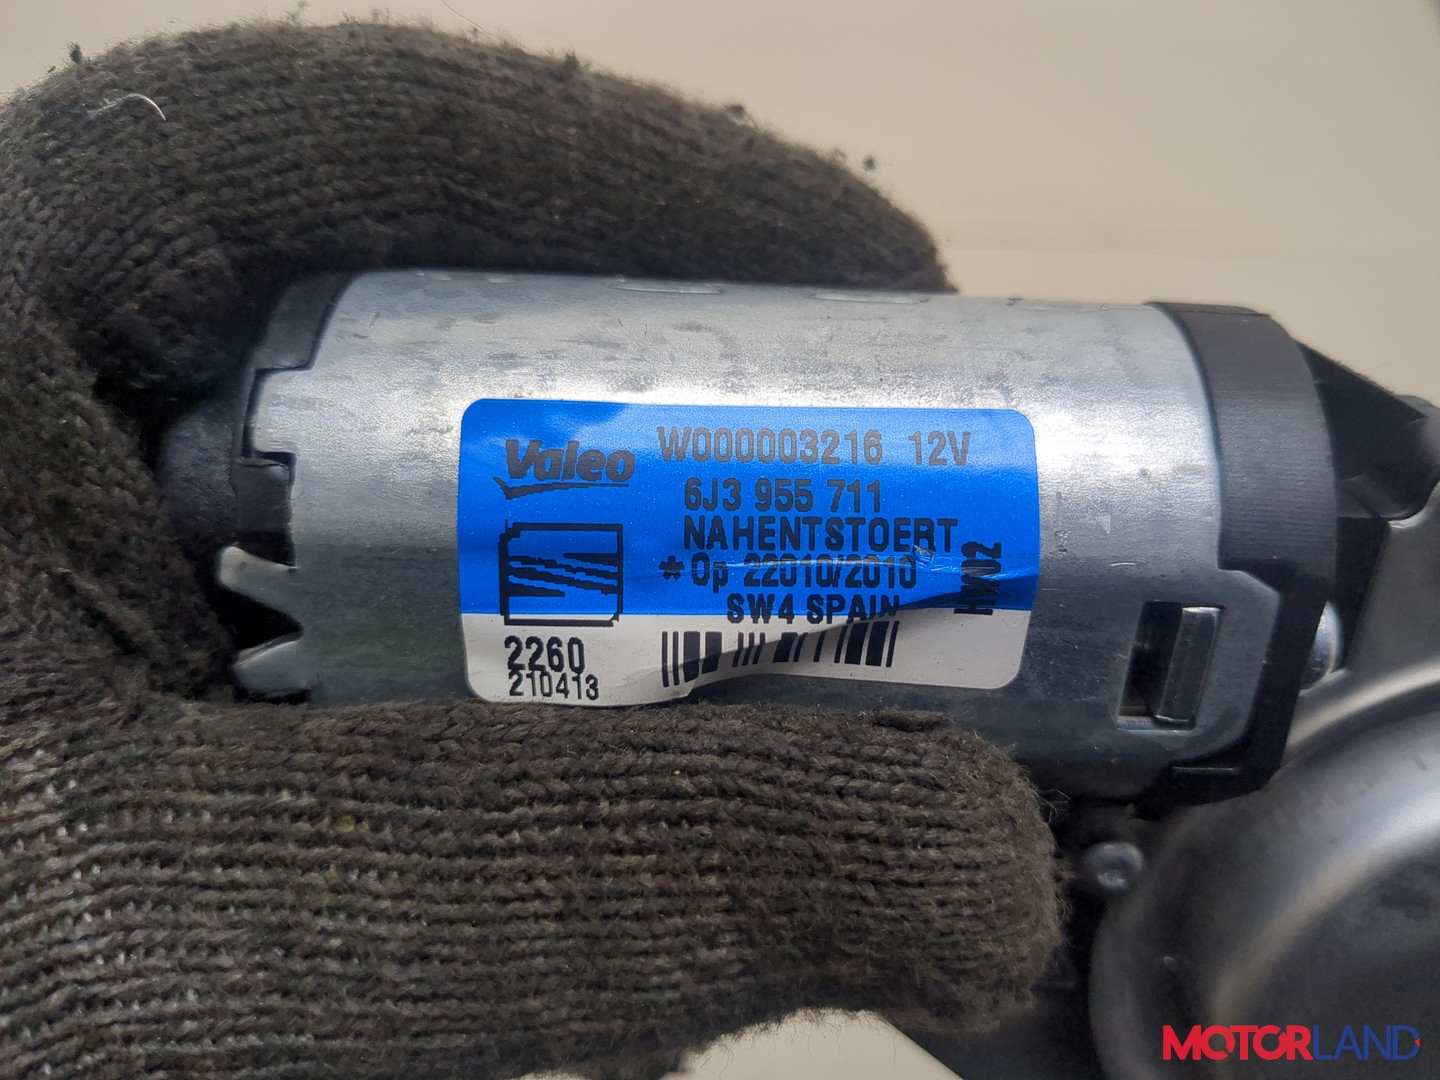 Valeo
W000003216 12V
6J3 955 711
NAHENTSTOERT
* Op 22010/2010
SW4 SPAIN
HW02
2260
210413
MOTORLAND